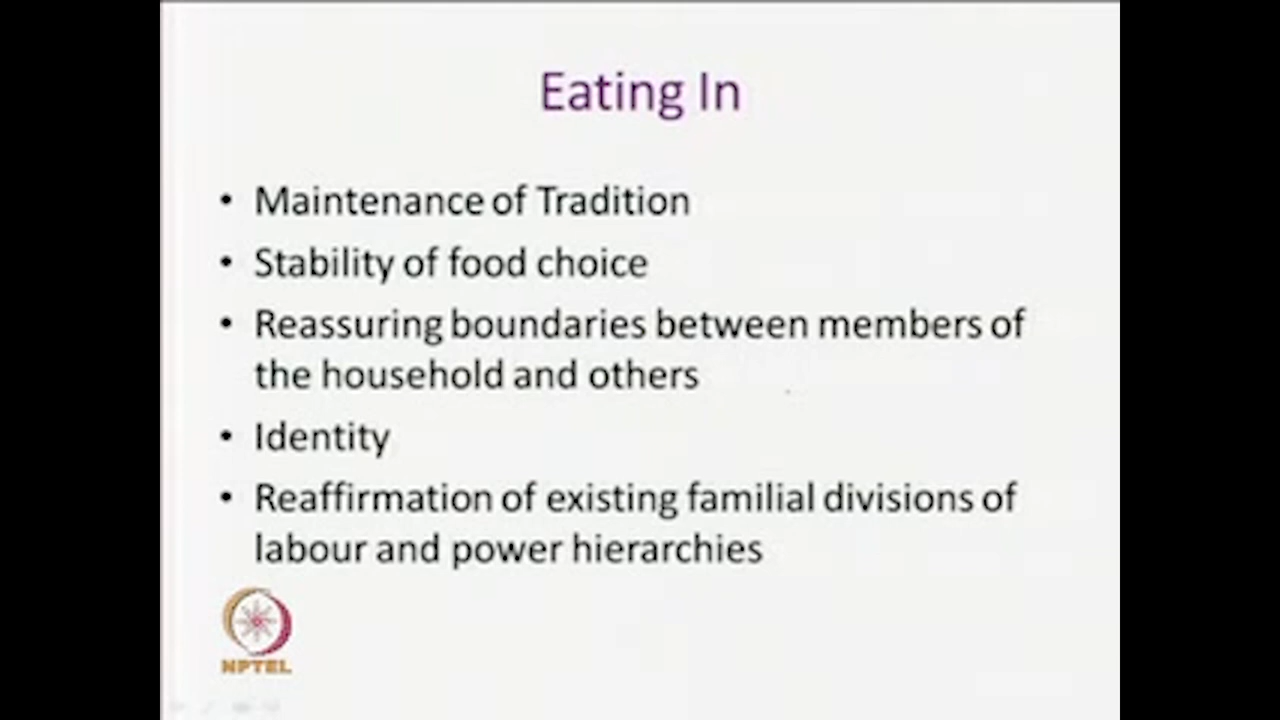 Eating In
• Maintenance of Tradition
• Stability of food choice
• Reassuring boundaries between members of
the household and others
• Identity
• Reaffirmation of existing familial divisions of
labour and power hierarchies
NPTEL